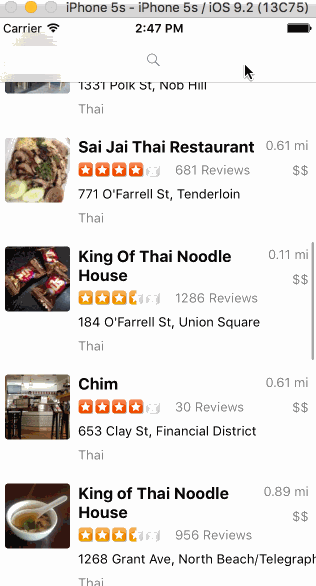 iPhone 5s - iPhone 5s / iOS 9.2 (13C75)
Carrier 2:47 PM
1331 Polk St, Nob Hill
Thai
Sai Jai Thai Restaurant 0.61 mi
681 Reviews $$
771 O'Farrell St, Tenderloin
Thai
King Of Thai Noodle 0.11 mi
House $$
1286 Reviews
184 O'Farrell St, Union Square
Thai
Chim 0.61 mi
30 Reviews $$
653 Clay St, Financial District
Thai
King of Thai Noodle 0.89 mi
House $$
956 Reviews
1268 Grant Ave, North Beach/Telegraph
Thai